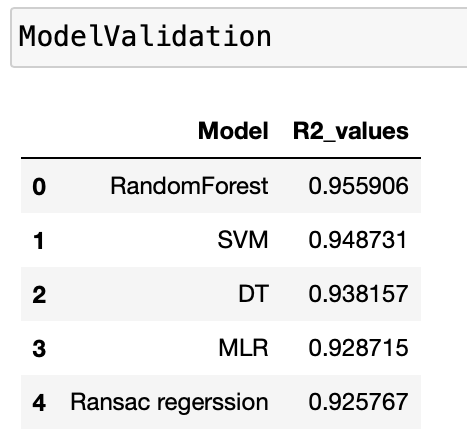 ModelValidation
Model R2_values
0 RandomForest 0.955906
1 SVM 0.948731
2 DT 0.938157
3 MLR 0.928715
4 Ransac regerssion 0.925767